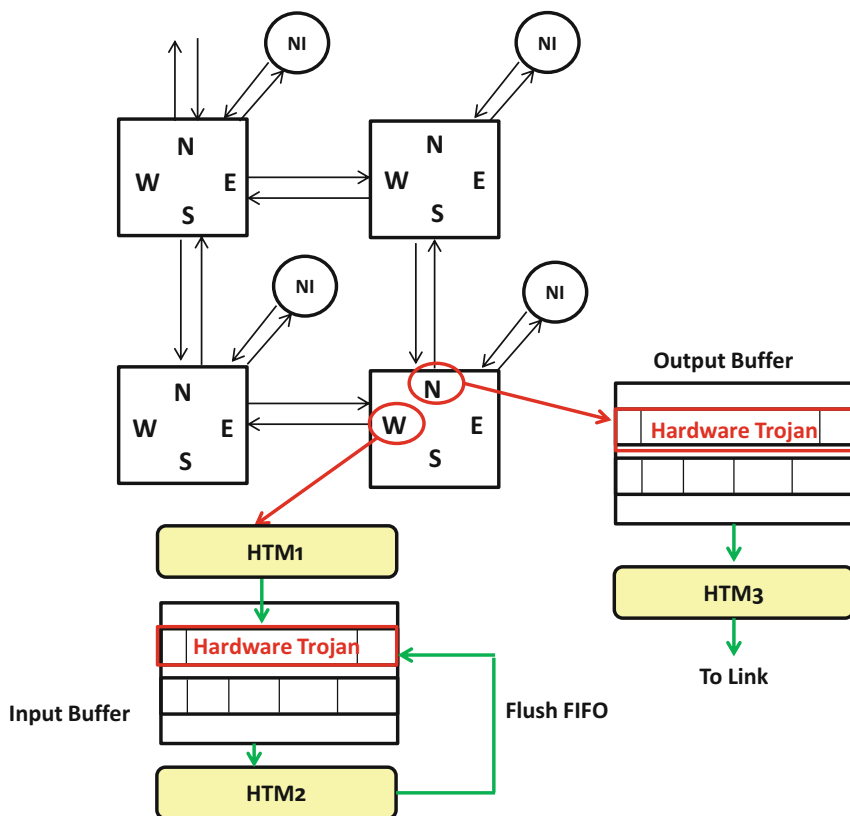 NI
NI
N
W E
S
N
W E
S
NI
NI
N
W E
S
N
W E
S
Output Buffer
Hardware Trojan
HTM1
HTM3
Hardware Trojan
To Link
Input Buffer
Flush FIFO
HTM2